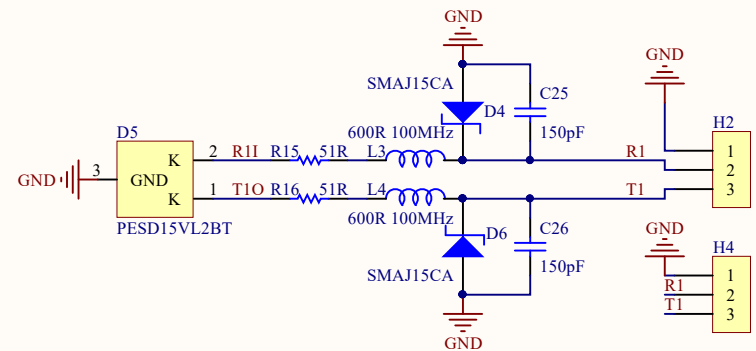 GND
GND
SMAJ15CA
C25
D4
H2
D5
600R 100MHz
150pF
1
K
2
R1I
R15
51R
L3
R1
2
GND
3
GND
T1
3
K
1
T1O
R16
51R
L4
PESD15VL2BT
600R 100MHz
C26
GND
H4
D6
SMAJ15CA
150pF
1
R1
2
T1
3
GND